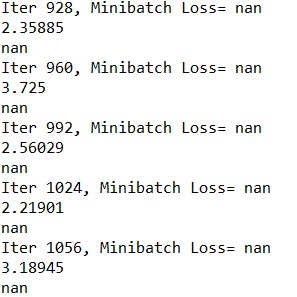 Iter 928, Minibatch Loss= nan
2.35885
nan
Iter 960, Minibatch Loss= nan
3.725
nan
Iter 992, Minibatch Loss= nan
2.56029
nan
Iter 1024, Minibatch Loss= nan
2.21901
nan
Iter 1056, Minibatch Loss= nan
3.18945
nan